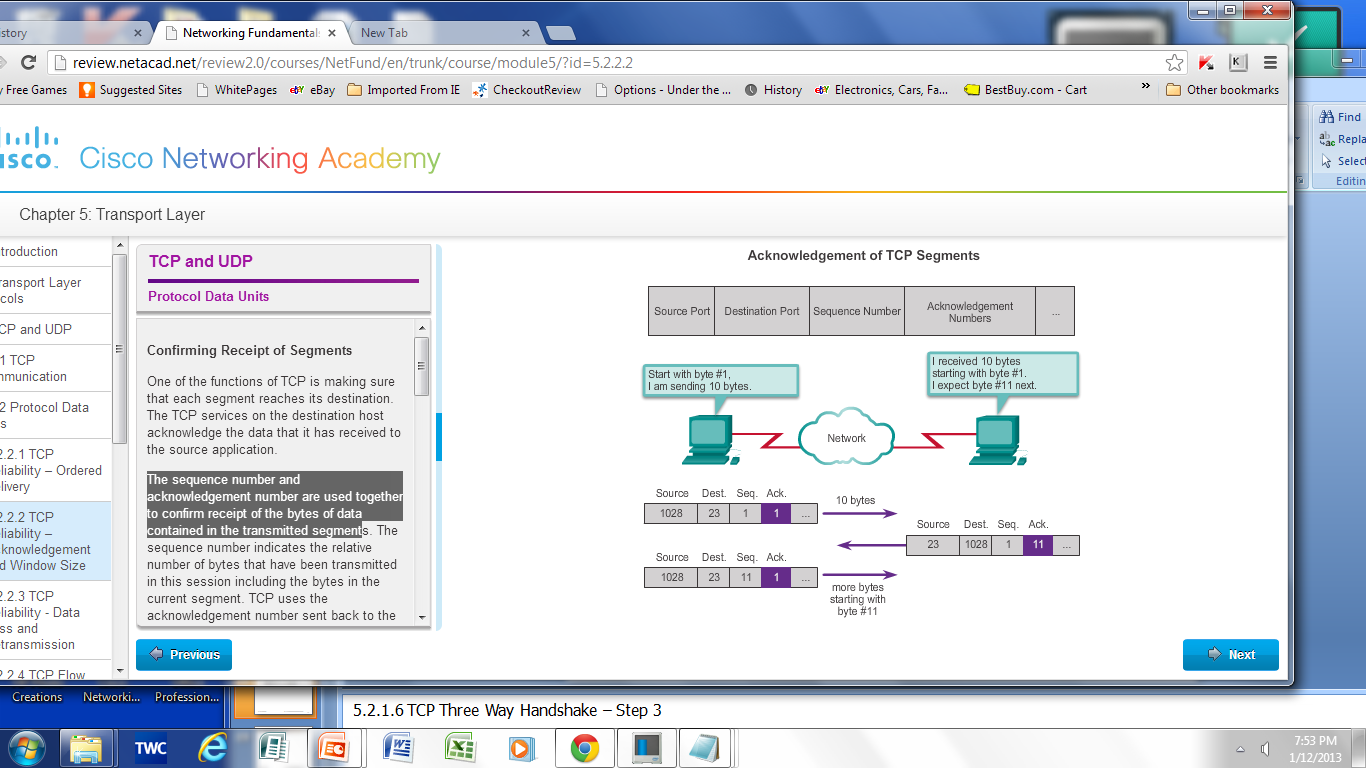 story
Networking Fundamentals
New Tab
review.netacad.net/review2.0/courses/NetFund/en/trunk/course/module5/?id=5.2.2.2
y Free Games
Suggested Sites
WhitePages
eBay
Imported From IE
CheckoutReview
Options - Under the ...
History
Electronics, Cars, Fa...
BestBuy.com - Cart
»
Other bookmarks
Find
Repla
Select
Editin
isco.
Cisco Networking Academy
Chapter 5: Transport Layer
troduction
ransport Layer
cols
CP and UDP
1 TCP
mmunication
2 Protocol Data
s
2.2.1 TCP
liability – Ordered
livery
2.2.2 TCP
liability –
cknowledgement
d Window Size
2.2.3 TCP
liability - Data
ss and
transmission
2.2.4 TCP Flow
TCP and UDP
Protocol Data Units
Confirming Receipt of Segments
One of the functions of TCP is making sure
that each segment reaches its destination.
The TCP services on the destination host
acknowledge the data that it has received to
the source application.
The sequence number and
acknowledgement number are used together
to confirm receipt of the bytes of data
contained in the transmitted segments. The
sequence number indicates the relative
number of bytes that have been transmitted
in this session including the bytes in the
current segment. TCP uses the
acknowledgement number sent back to the
Previous
Acknowledgement of TCP Segments
Source Port Destination Port Sequence Number Acknowledgement
Numbers ...
Start with byte #1,
I am sending 10 bytes.
I received 10 bytes
starting with byte #1.
I expect byte #11 next.
Network
Source Dest. Seq. Ack.
1028 23 1 1 ...
10 bytes
Source Dest. Seq. Ack.
23 1028 1 11 ...
Source Dest. Seq. Ack.
1028 23 11 1 ...
more bytes
starting with
byte #11
Next
Creations
Networki...
Profession...
5.2.1.6 TCP Three Way Handshake – Step 3
TWC
7:53 PM
1/12/2013